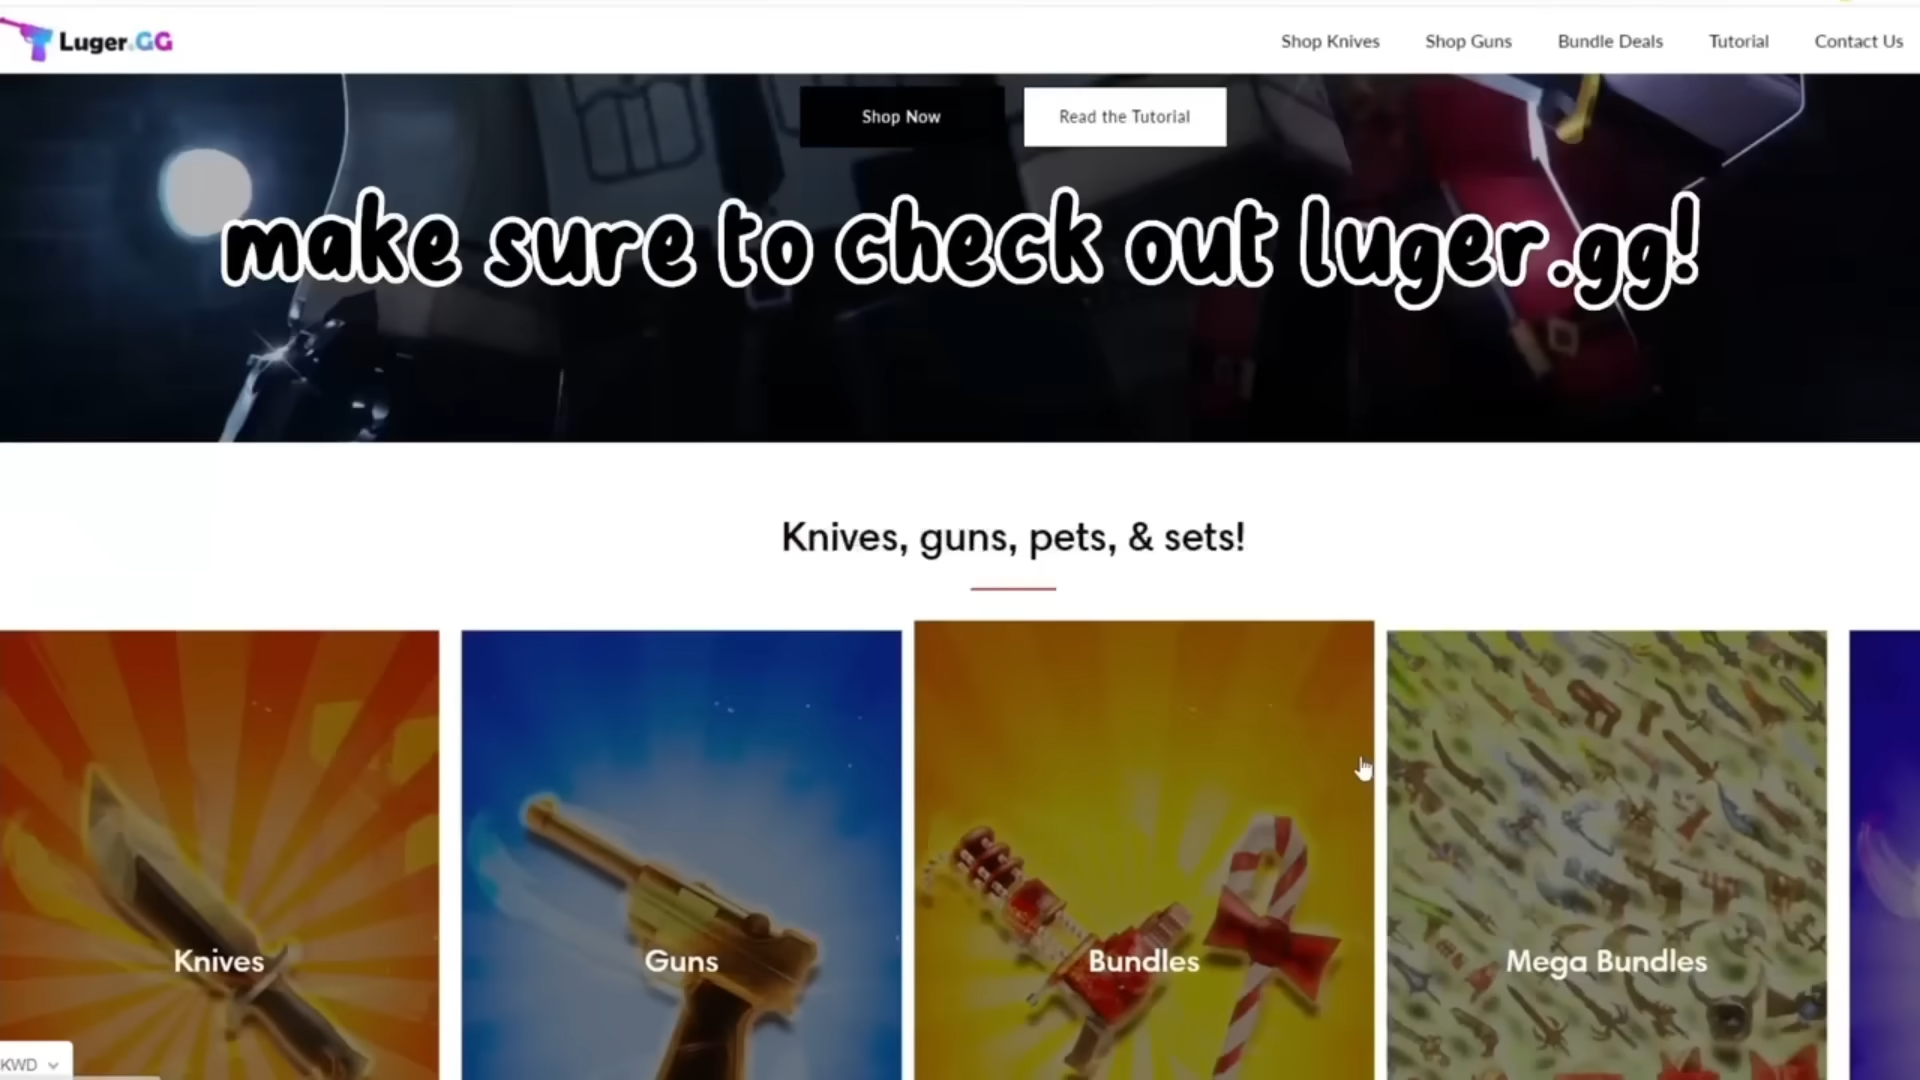 Luger.GG
Shop Knives
Shop Guns
Bundle Deals
Tutorial
Contact Us
Shop Now
Read the Tutorial
make sure to check out luger.gg!
Knives, guns, pets, & sets!
Knives
Guns
Bundles
Mega Bundles
KWD